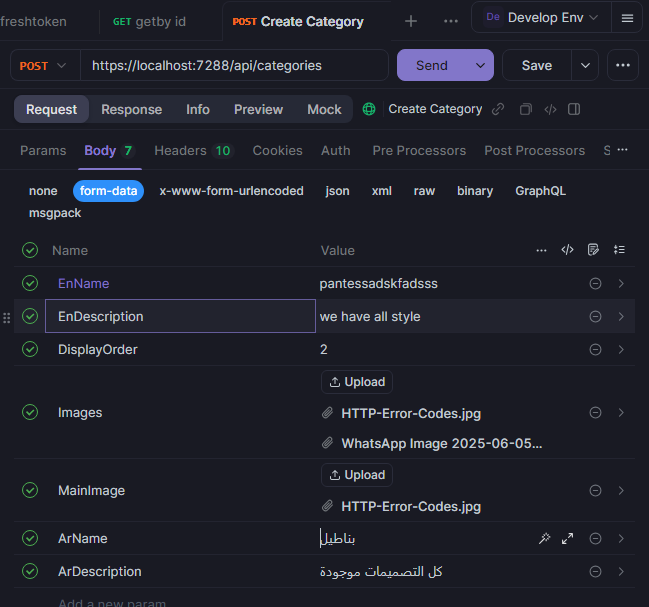 freshtoken GET getby id POST Create Category + ... De Develop Env
POST https://localhost:7288/api/categories Send Save ...
Request Response Info Preview Mock Create Category
Params Body 7 Headers 10 Cookies Auth Pre Processors Post Processors S ...
none form-data x-www-form-urlencoded json xml raw binary GraphQL
msgpack
Name Value ...
EnName pantessadskfadsss
EnDescription we have all style
DisplayOrder 2
Upload
Images HTTP-Error-Codes.jpg
WhatsApp Image 2025-06-05...
Upload
MainImage
HTTP-Error-Codes.jpg
ArName بناطيل
ArDescription كل التصميمات موجودة
Add a new param